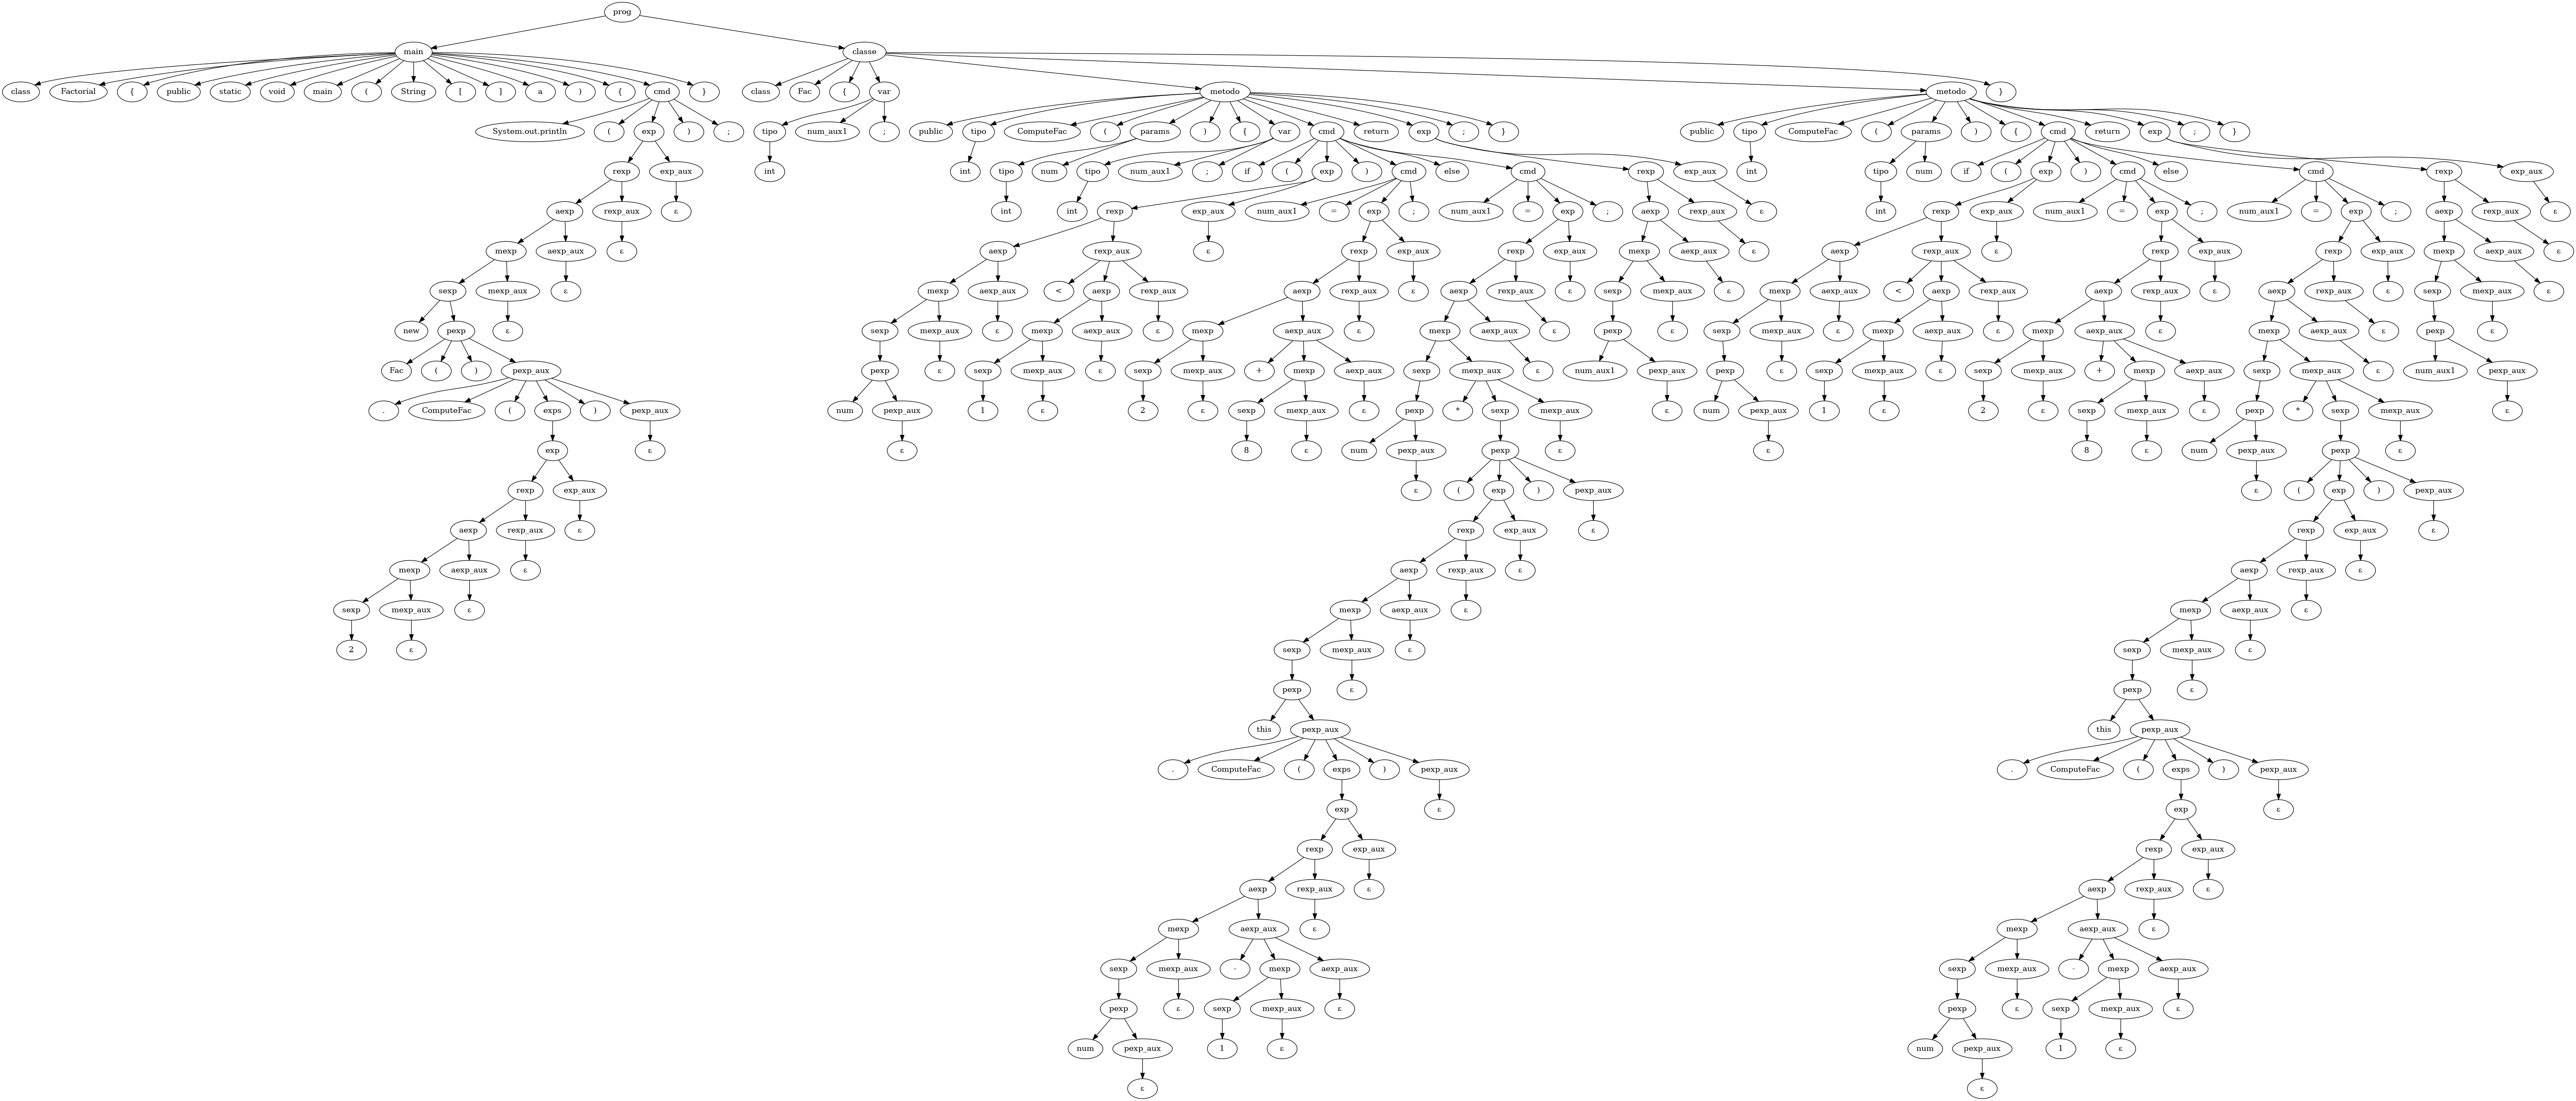 prog
main classe
class Factorial { public static void main ( String [ ] a ) { cmd } class Fac { var metodo metodo }
System.out.println ( exp ) ; tipo num_aux1 ; public tipo ComputeFac ( params ) { var cmd return exp ; } public tipo ComputeFac ( params ) { cmd return exp ; }
rexp exp_aux int int tipo num tipo num_aux1 ; if ( exp ) cmd else cmd rexp exp_aux int tipo num if ( exp ) cmd else cmd rexp exp_aux
aexp rexp_aux ε int int rexp exp_aux num_aux1 = exp ; num_aux1 = exp ; aexp rexp_aux ε int rexp exp_aux num_aux1 = exp ; num_aux1 = exp ; aexp rexp_aux ε
mexp aexp_aux ε aexp rexp_aux ε rexp exp_aux rexp exp_aux mexp aexp_aux ε aexp rexp_aux ε rexp exp_aux rexp exp_aux mexp aexp_aux ε
sexp mexp_aux ε mexp aexp_aux < aexp rexp_aux aexp rexp_aux ε aexp rexp_aux ε sexp mexp_aux ε mexp aexp_aux < aexp rexp_aux aexp rexp_aux ε aexp rexp_aux ε sexp mexp_aux ε
new pexp ε sexp mexp_aux ε mexp aexp_aux ε mexp aexp_aux ε mexp aexp_aux ε pexp ε sexp mexp_aux ε mexp aexp_aux ε mexp aexp_aux ε mexp aexp_aux ε pexp ε
Fac ( ) pexp_aux pexp ε sexp mexp_aux ε sexp mexp_aux + mexp aexp_aux sexp mexp_aux ε num_aux1 pexp_aux pexp ε sexp mexp_aux ε sexp mexp_aux + mexp aexp_aux sexp mexp_aux ε num_aux1 pexp_aux
. ComputeFac ( exps ) pexp_aux num pexp_aux 1 ε 2 ε sexp mexp_aux ε pexp * sexp mexp_aux ε num pexp_aux 1 ε 2 ε sexp mexp_aux ε pexp * sexp mexp_aux ε
exp ε ε 8 ε num pexp_aux pexp ε ε 8 ε num pexp_aux pexp ε
rexp exp_aux ε ( exp ) pexp_aux ε ( exp ) pexp_aux
aexp rexp_aux ε rexp exp_aux ε rexp exp_aux ε
mexp aexp_aux ε aexp rexp_aux ε aexp rexp_aux ε
sexp mexp_aux ε mexp aexp_aux ε mexp aexp_aux ε
2 ε sexp mexp_aux ε sexp mexp_aux ε
pexp ε pexp ε
this pexp_aux this pexp_aux
. ComputeFac ( exps ) pexp_aux . ComputeFac ( exps ) pexp_aux
exp ε exp ε
rexp exp_aux rexp exp_aux
aexp rexp_aux ε aexp rexp_aux ε
mexp aexp_aux ε mexp aexp_aux ε
sexp mexp_aux - mexp aexp_aux sexp mexp_aux - mexp aexp_aux
pexp ε sexp mexp_aux ε pexp ε sexp mexp_aux ε
num pexp_aux 1 ε num pexp_aux 1 ε
ε ε